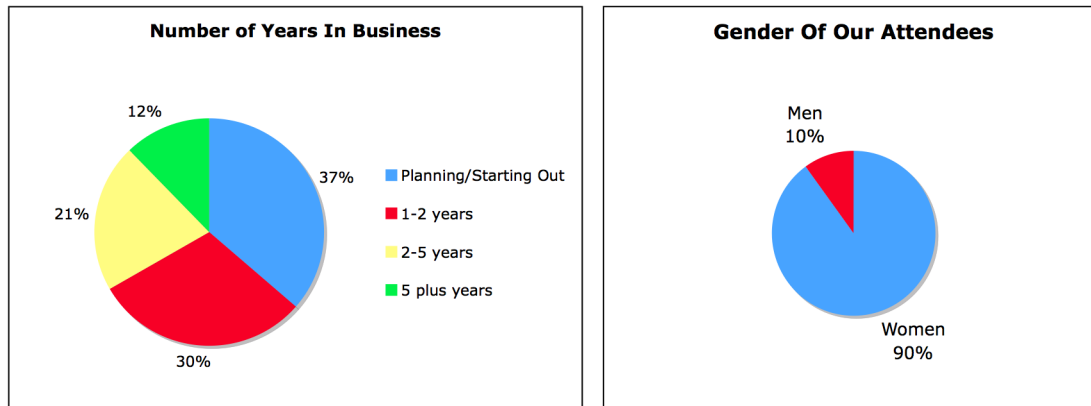 Number of Years In Business
12%
37%
21%
30%
Planning/Starting Out
1-2 years
2-5 years
5 plus years
Gender Of Our Attendees
Men
10%
Women
90%